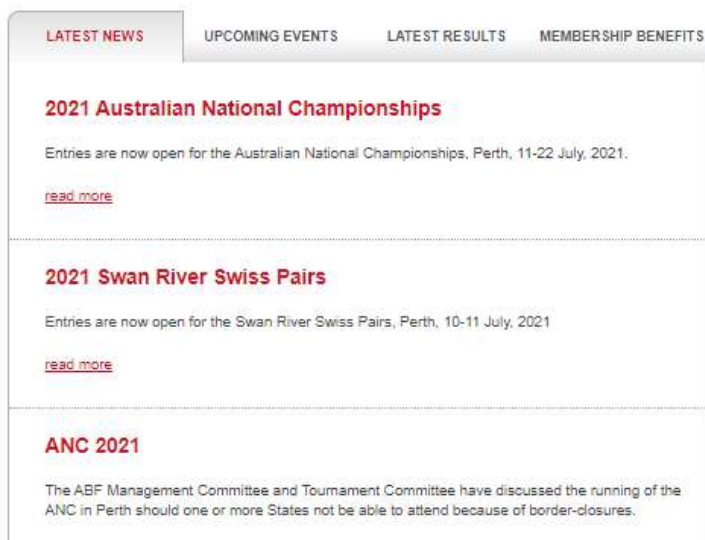 LATEST NEWS UPCOMING EVENTS LATEST RESULTS MEMBERSHIP BENEFITS
2021 Australian National Championships
Entries are now open for the Australian National Championships, Perth, 11-22 July, 2021.
read more
2021 Swan River Swiss Pairs
Entries are now open for the Swan River Swiss Pairs, Perth, 10-11 July, 2021
read more
ANC 2021
The ABF Management Committee and Tournament Committee have discussed the running of the
ANC in Perth should one or more States not be able to attend because of border-closures.